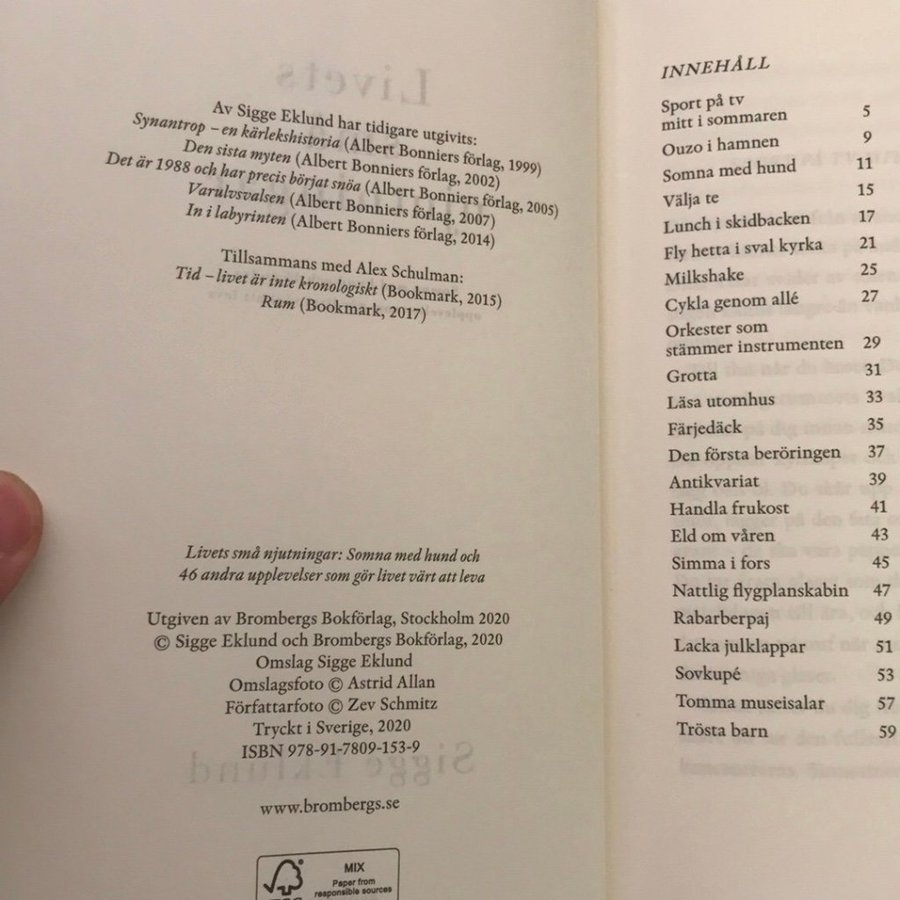 Livets
Av Sigge Eklund har tidigare utgivits:
Synantrop – en kärlekshistoria (Albert Bonniers förlag, 1999)
Den sista myten (Albert Bonniers förlag, 2002)
Det är 1988 och har precis börjat snöa (Albert Bonniers förlag, 2005)
Varulvsvalsen (Albert Bonniers förlag, 2007)
In i labyrinten (Albert Bonniers förlag, 2014)
Tillsammans med Alex Schulman:
Tid – livet är inte kronologiskt (Bookmark, 2015)
Rum (Bookmark, 2017)
Livets små njutningar: Somna med hund och
46 andra upplevelser som gör livet värt att leva
Utgiven av Brombergs Bokförlag, Stockholm 2020
© Sigge Eklund och Brombergs Bokförlag, 2020
Omslag Sigge Eklund
Omslagsfoto © Astrid Allan
Författarfoto © Zev Schmitz
Tryckt i Sverige, 2020
ISBN 978-91-7809-153-9
Sigge Eklund
www.brombergs.se
MIX
Paper from
responsible sources
INNEHÅLL
Sport på tv
mitt i sommaren 5
Ouzo i hamnen 9
Somna med hund 11
Välja te 15
Lunch i skidbacken 17
Fly hetta i sval kyrka 21
Milkshake 25
Cykla genom allé 27
Orkester som
stämmer instrumenten 29
Grotta 31
Läsa utomhus 33
Färjedäck 35
Den första beröringen 37
Antikvariat 39
Handla frukost 41
Eld om våren 43
Simma i fors 45
Nattlig flygplanskabin 47
Rabarberpaj 49
Lacka julklappar 51
Sovkupé 53
Tomma museisalar 57
Trösta barn 59